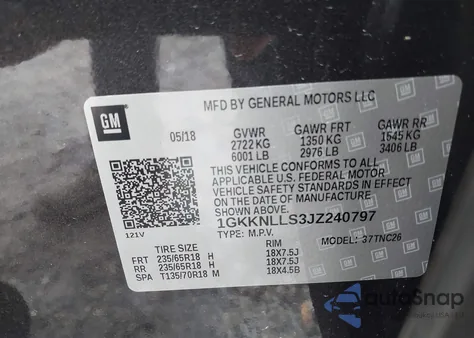 MFD BY GENERAL MOTORS LLC
GM
05/18 GVWR GAWR FRT GAWR RR
2722 KG 1350 KG 1545 KG
6001 LB 2976 LB 3406 LB
THIS VEHICLE CONFORMS TO ALL
APPLICABLE U.S. FEDERAL MOTOR
VEHICLE SAFETY STANDARDS IN EFFECT
ON THE DATE OF MANUFACTURE SHOWN ABOVE.
1GKKNLLS3JZ240797
TYPE: M.P.V. MODEL: 37TNC26
121V
TIRE SIZE RIM
FRT 235/65R18 H 18X7.5J
RR 235/65R18 H 18X7.5J
SPA T135/70R18 M 18X4.5B
autoSnap